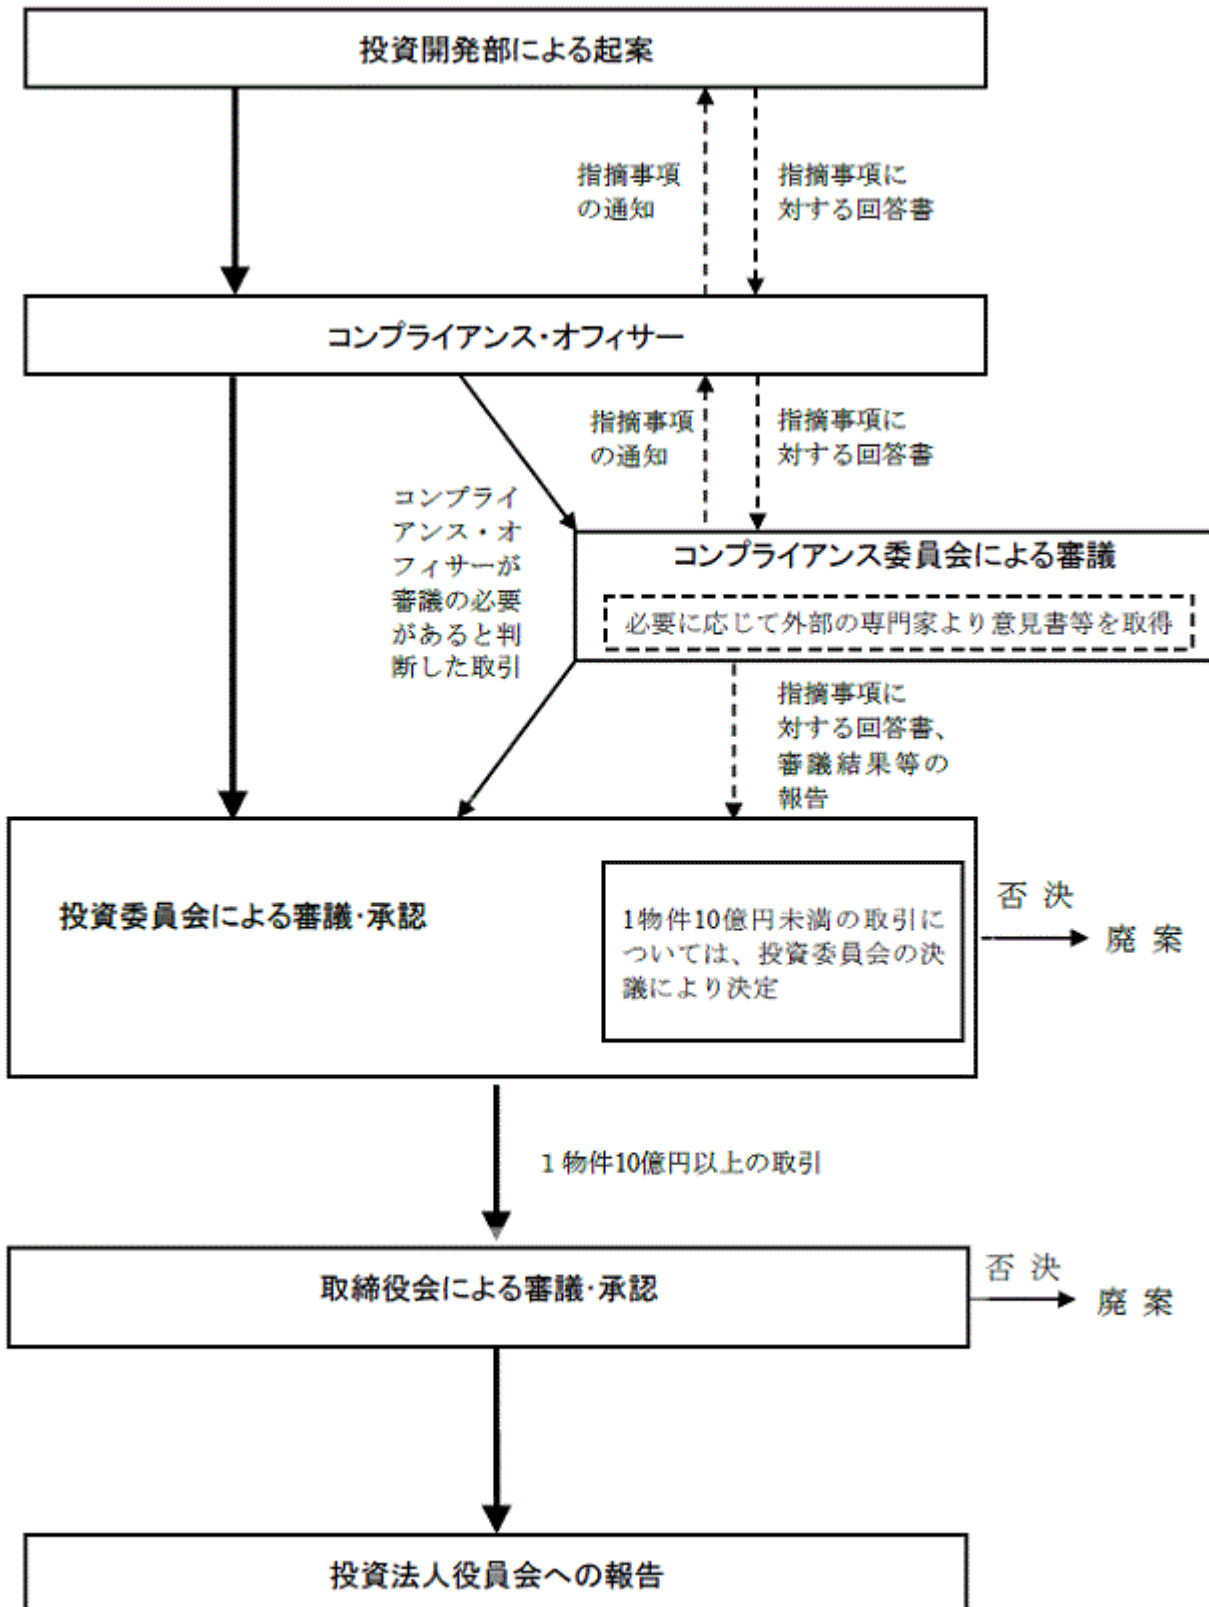 投資開発部による起案
指摘事項
の通知
指摘事項に
対する回答書
コンプライアンス・オフィサー
指摘事項
の通知
指摘事項に
対する回答書
コンプライ
アンス・オ
フィサーが
審議の必要
があると判
断した取引
コンプライアンス委員会による審議
必要に応じて外部の専門家より意見書等を取得
指摘事項に
対する回答書、
審議結果等の
報告
投資委員会による審議・承認
1物件10億円未満の取引に
ついては、投資委員会の決
議により決定
否 決
廃 案
1 物件10億円以上の取引
取締役会による審議・承認
否 決
廃 案
投資法人役員会への報告